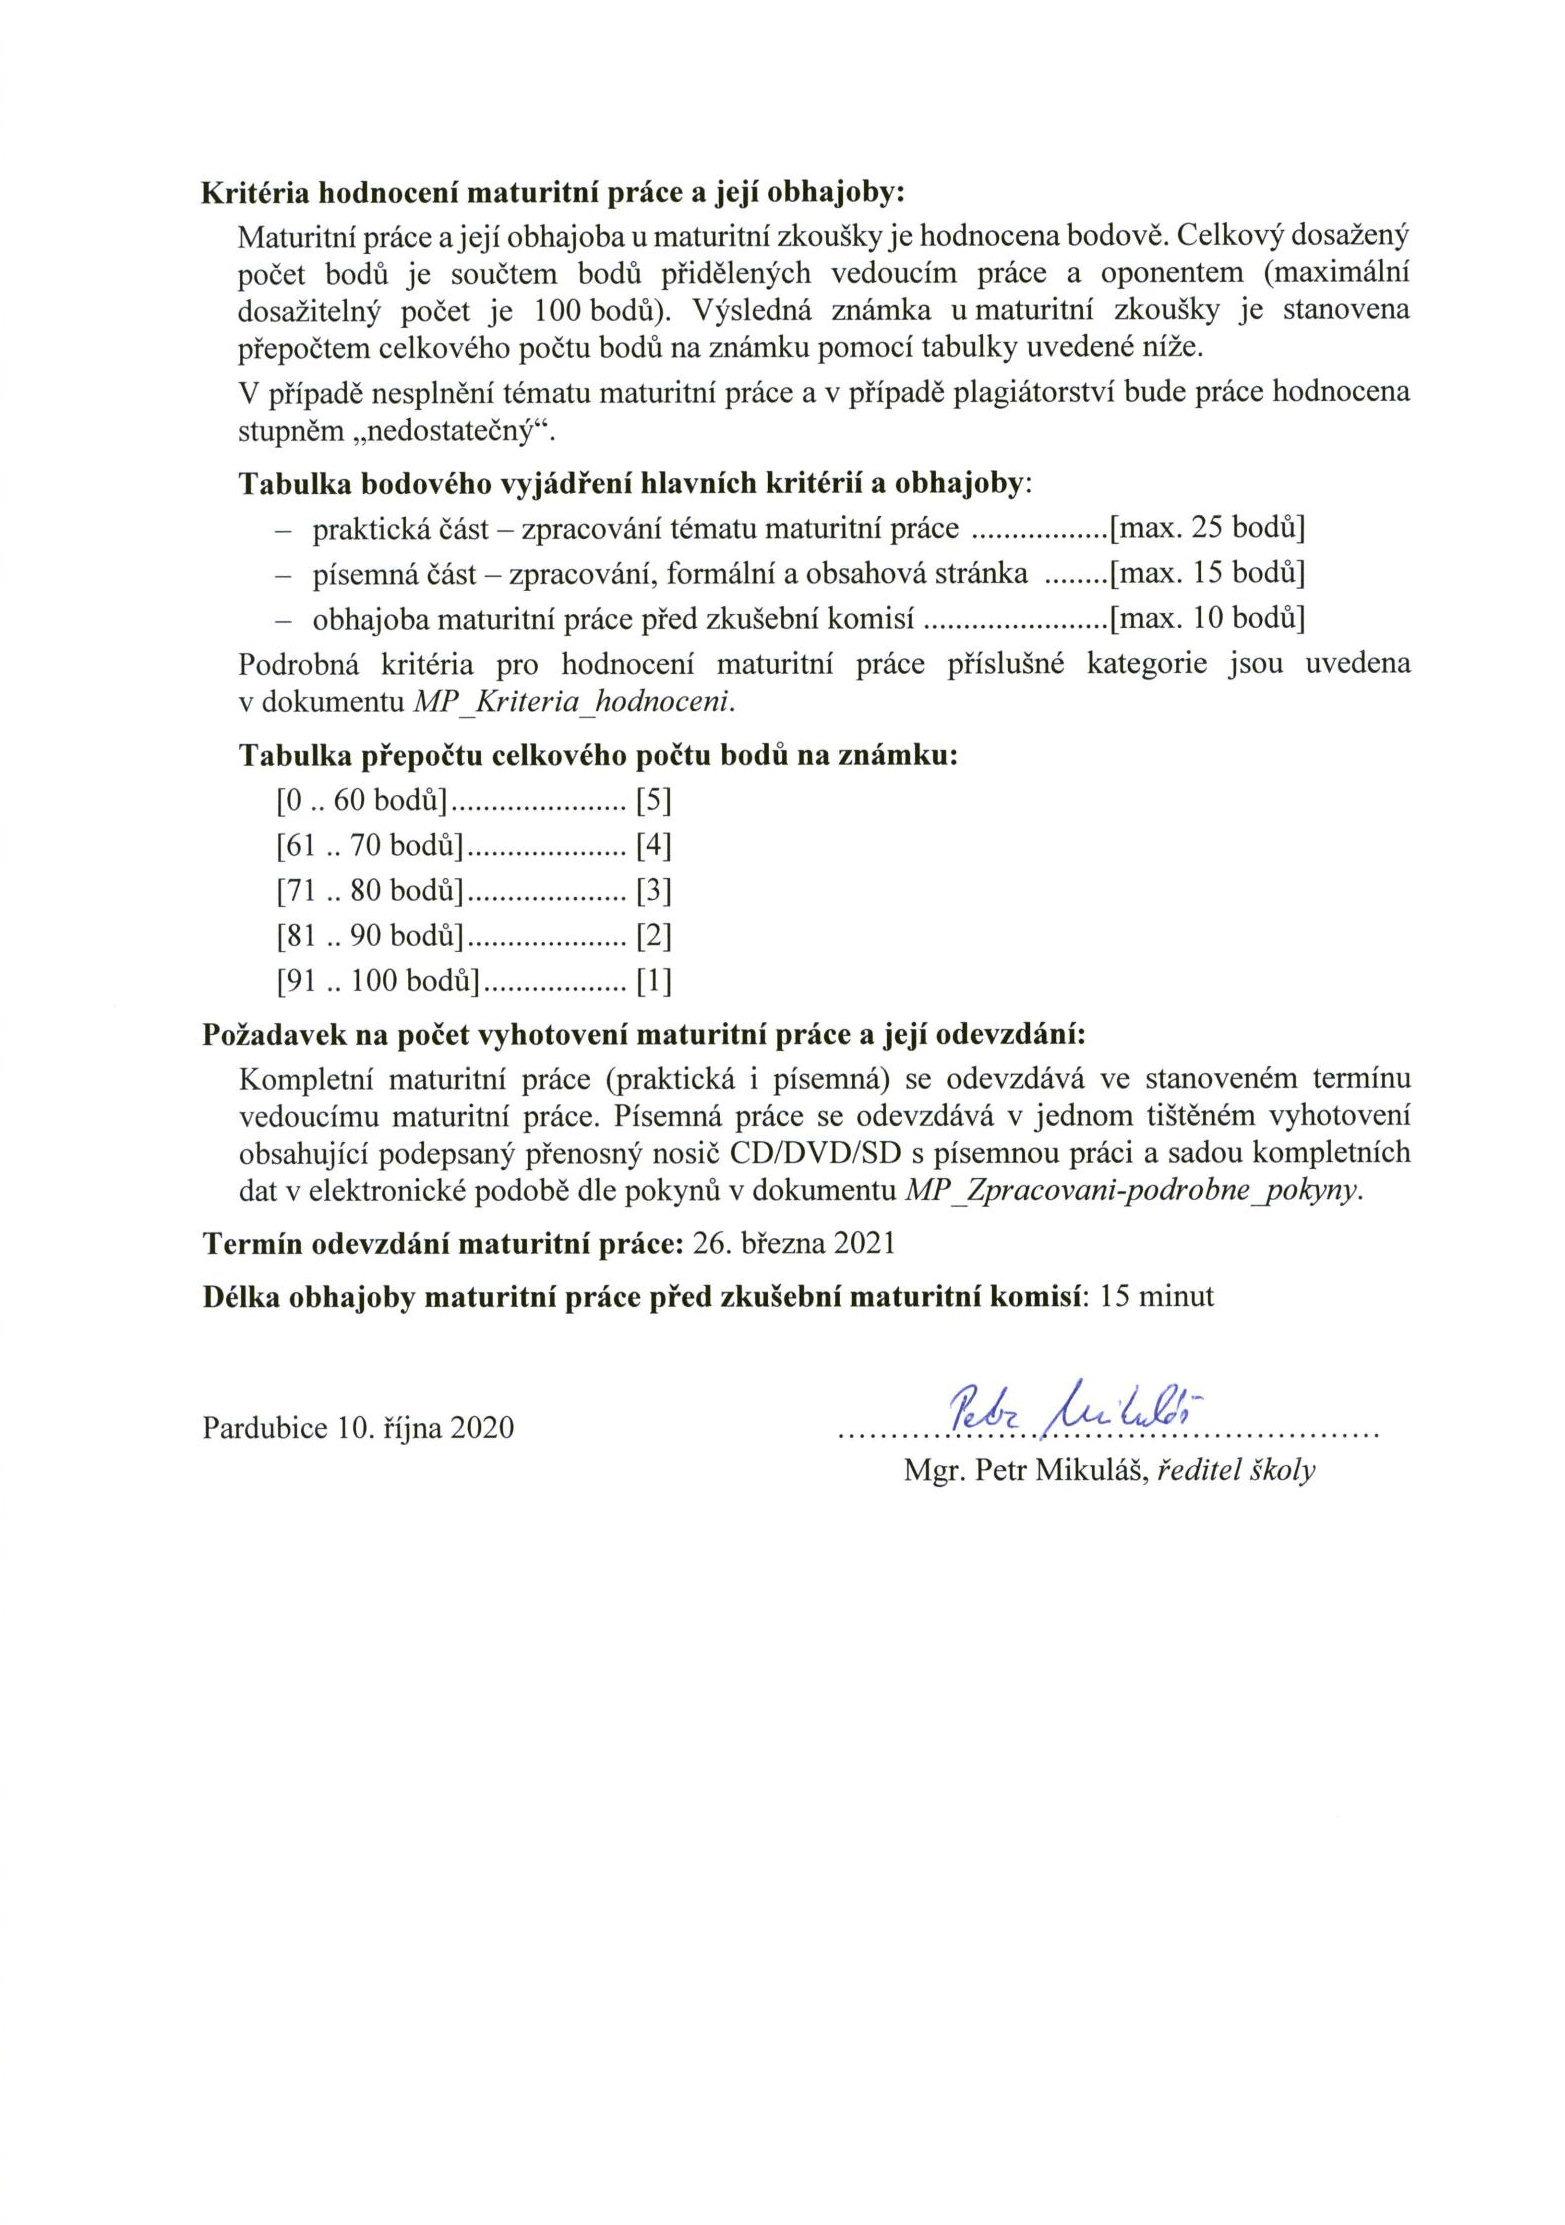 Kritéria hodnocení maturitní práce a její obhajoby:
Maturitní práce a její obhajoba u maturitní zkoušky je hodnocena bodově. Celkový dosažený
počet bodů je součtem bodů přidělených vedoucím práce a oponentem (maximální
dosažitelný počet je 100 bodů). Výsledná známka u maturitní zkoušky je stanovena
přepočtem celkového počtu bodů na známku pomocí tabulky uvedené níže.
V případě nesplnění tématu maturitní práce a v případě plagiátorství bude práce hodnocena
stupněm „nedostatečný“.
Tabulka bodového vyjádření hlavních kritérií a obhajoby:
– praktická část – zpracování tématu maturitní práce .................[max. 25 bodů]
– písemná část – zpracování, formální a obsahová stránka ........[max. 15 bodů]
– obhajoba maturitní práce před zkušební komisí .......................[max. 10 bodů]
Podrobná kritéria pro hodnocení maturitní práce příslušné kategorie jsou uvedena
v dokumentu MP_Kriteria_hodnoceni.
Tabulka přepočtu celkového počtu bodů na známku:
[0 .. 60 bodů]...................... [5]
[61 .. 70 bodů].................... [4]
[71 .. 80 bodů].................... [3]
[81 .. 90 bodů].................... [2]
[91 .. 100 bodů].................. [1]
Požadavek na počet vyhotovení maturitní práce a její odevzdání:
Kompletní maturitní práce (praktická i písemná) se odevzdává ve stanoveném termínu
vedoucímu maturitní práce. Písemná práce se odevzdává v jednom tištěném vyhotovení
obsahující podepsaný přenosný nosič CD/DVD/SD s písemnou práci a sadou kompletních
dat v elektronické podobě dle pokynů v dokumentu MP_Zpracovani-podrobne_pokyny.
Termín odevzdání maturitní práce: 26. března 2021
Délka obhajoby maturitní práce před zkušební maturitní komisí: 15 minut
Petr Mikuláš
Pardubice 10. října 2020
Mgr. Petr Mikuláš, ředitel školy